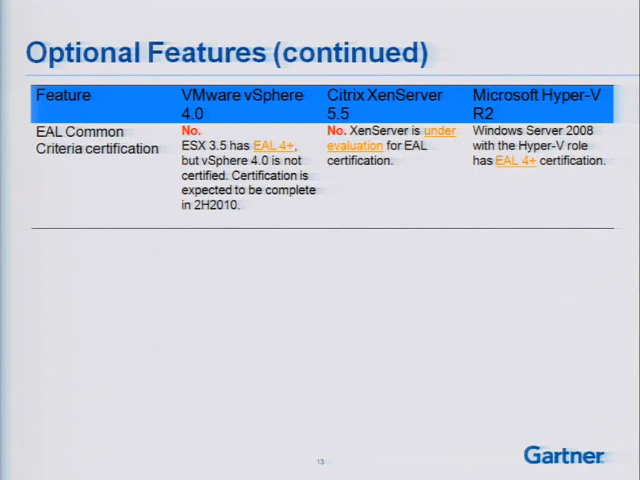 Optional Features (continued)
Feature
VMware vSphere
4.0
Citrix XenServer
5.5
Microsoft Hyper-V
R2
EAL Common
Criteria certification
No.
ESX 3.5 has EAL 4+,
but vSphere 4.0 is not
certified. Certification is
expected to be complete
in 2H2010.
No. XenServer is under
evaluation for EAL
certification.
Windows Server 2008
with the Hyper-V role
has EAL 4+ certification.
13
Gartner